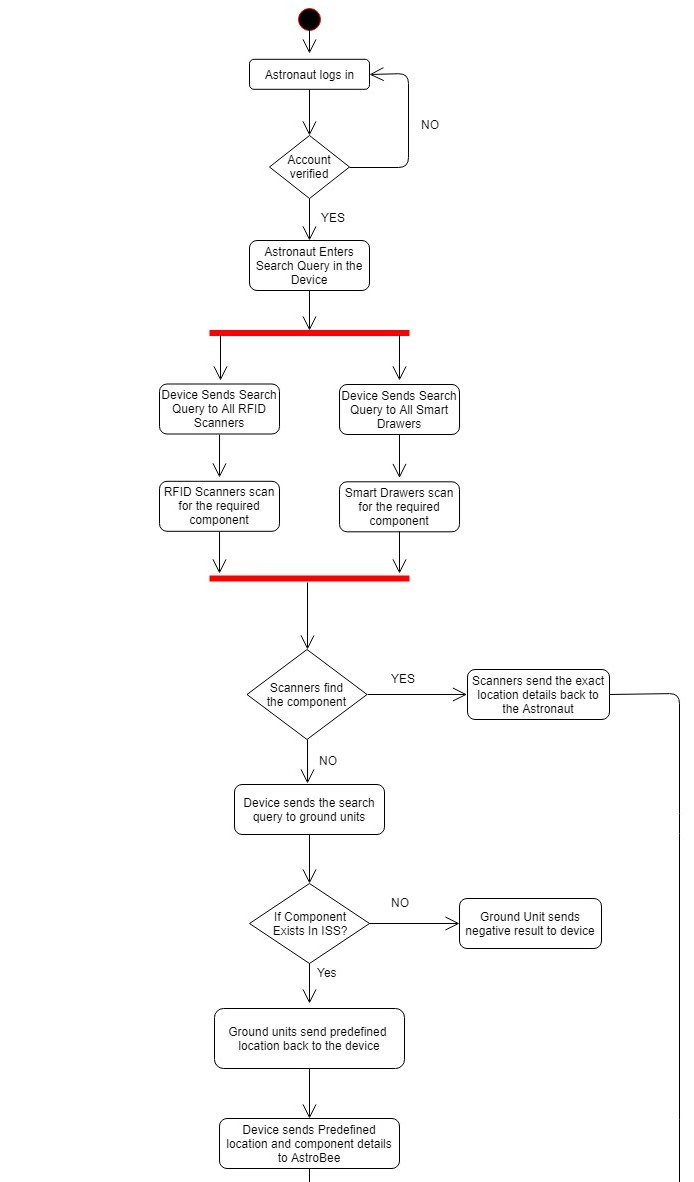 Astronaut logs in
NO
Account
verified
YES
Astronaut Enters
Search Query in the
Device
Device Sends Search
Query to All RFID
Scanners
Device Sends Search
Query to All Smart
Drawers
RFID Scanners scan
for the required
component
Smart Drawers scan
for the required
component
Scanners find
the component
YES
Scanners send the exact
location details back to
the Astronaut
NO
Device sends the search
query to ground units
If Component
Exists In ISS?
NO
Ground Unit sends
negative result to device
Yes
Ground units send predefined
location back to the device
Device sends Predefined
location and component details
to AstroBee